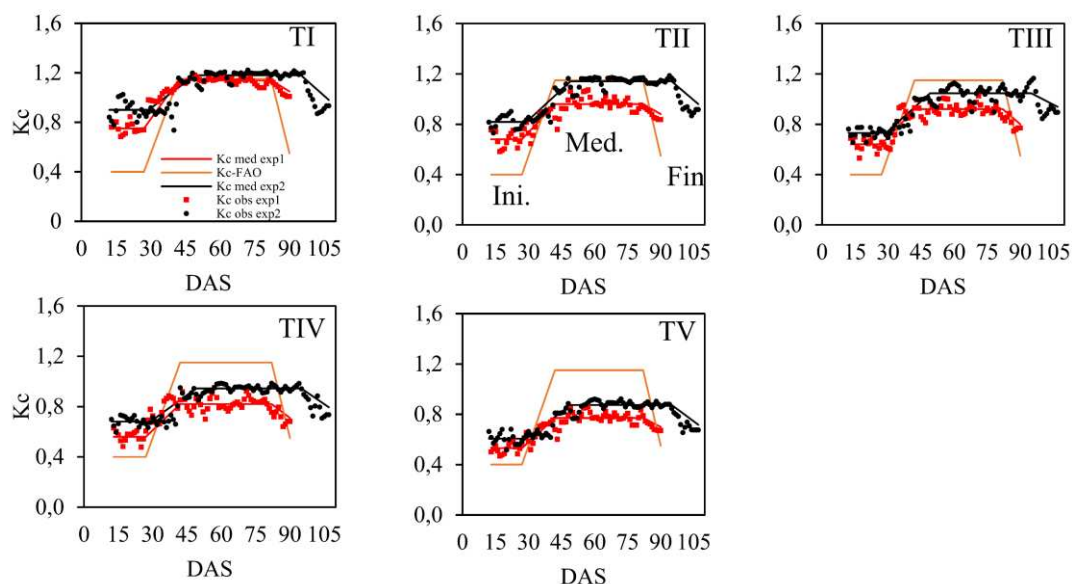 1,6
TI
1,2
Kc
0,8
0,4
0
Kc med exp1
Kc-FAO
Kc med exp2
Kc obs exp1
Kc obs exp2
0 15 30 45 60 75 90 105
DAS
1,6
TII
1,2
0,8
Med.
0,4
Ini.
Fin
0,0
0 15 30 45 60 75 90 105
DAS
1,6
TIII
1,2
0,8
0,4
0,0
0 15 30 45 60 75 90 105
DAS
1,6
TIV
1,2
Kc
0,8
0,4
0,0
0 15 30 45 60 75 90 105
DAS
1,6
TV
1,2
0,8
0,4
0,0
0 15 30 45 60 75 90 105
DAS